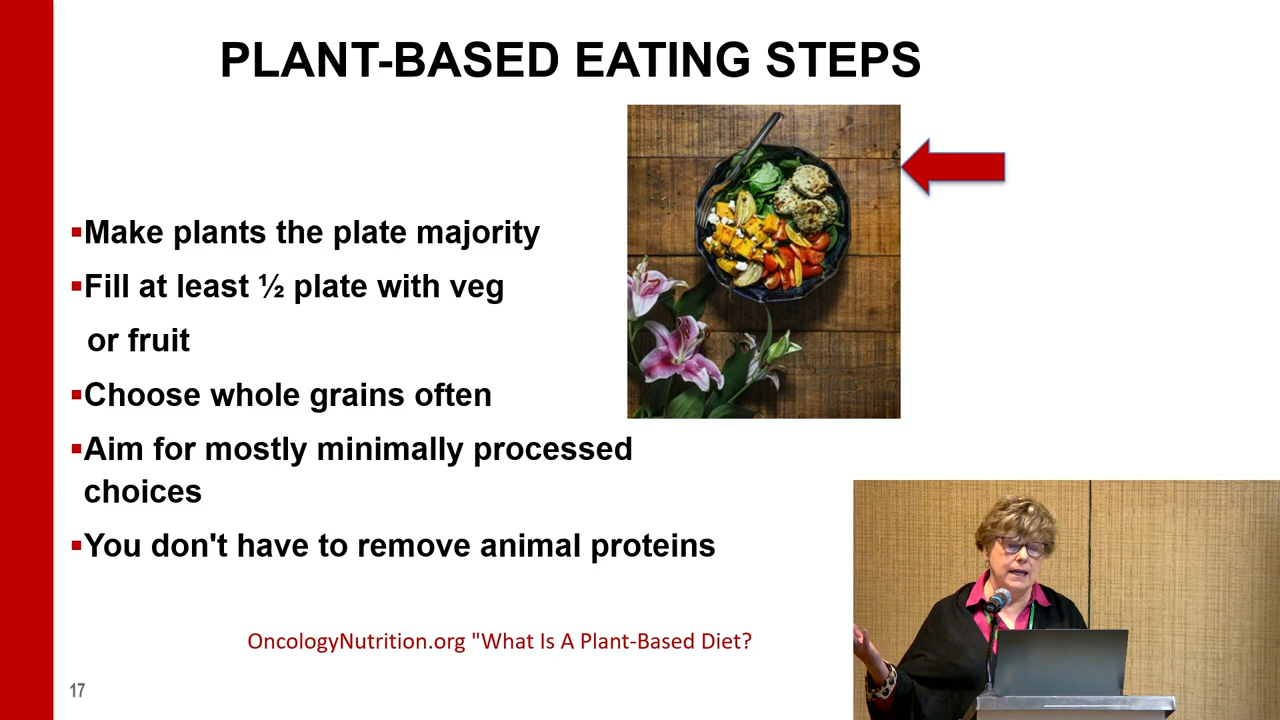 PLANT-BASED EATING STEPS
▪Make plants the plate majority
▪Fill at least ½ plate with veg
or fruit
▪Choose whole grains often
▪Aim for mostly minimally processed
choices
▪You don't have to remove animal proteins
OncologyNutrition.org "What Is A Plant-Based Diet?
17